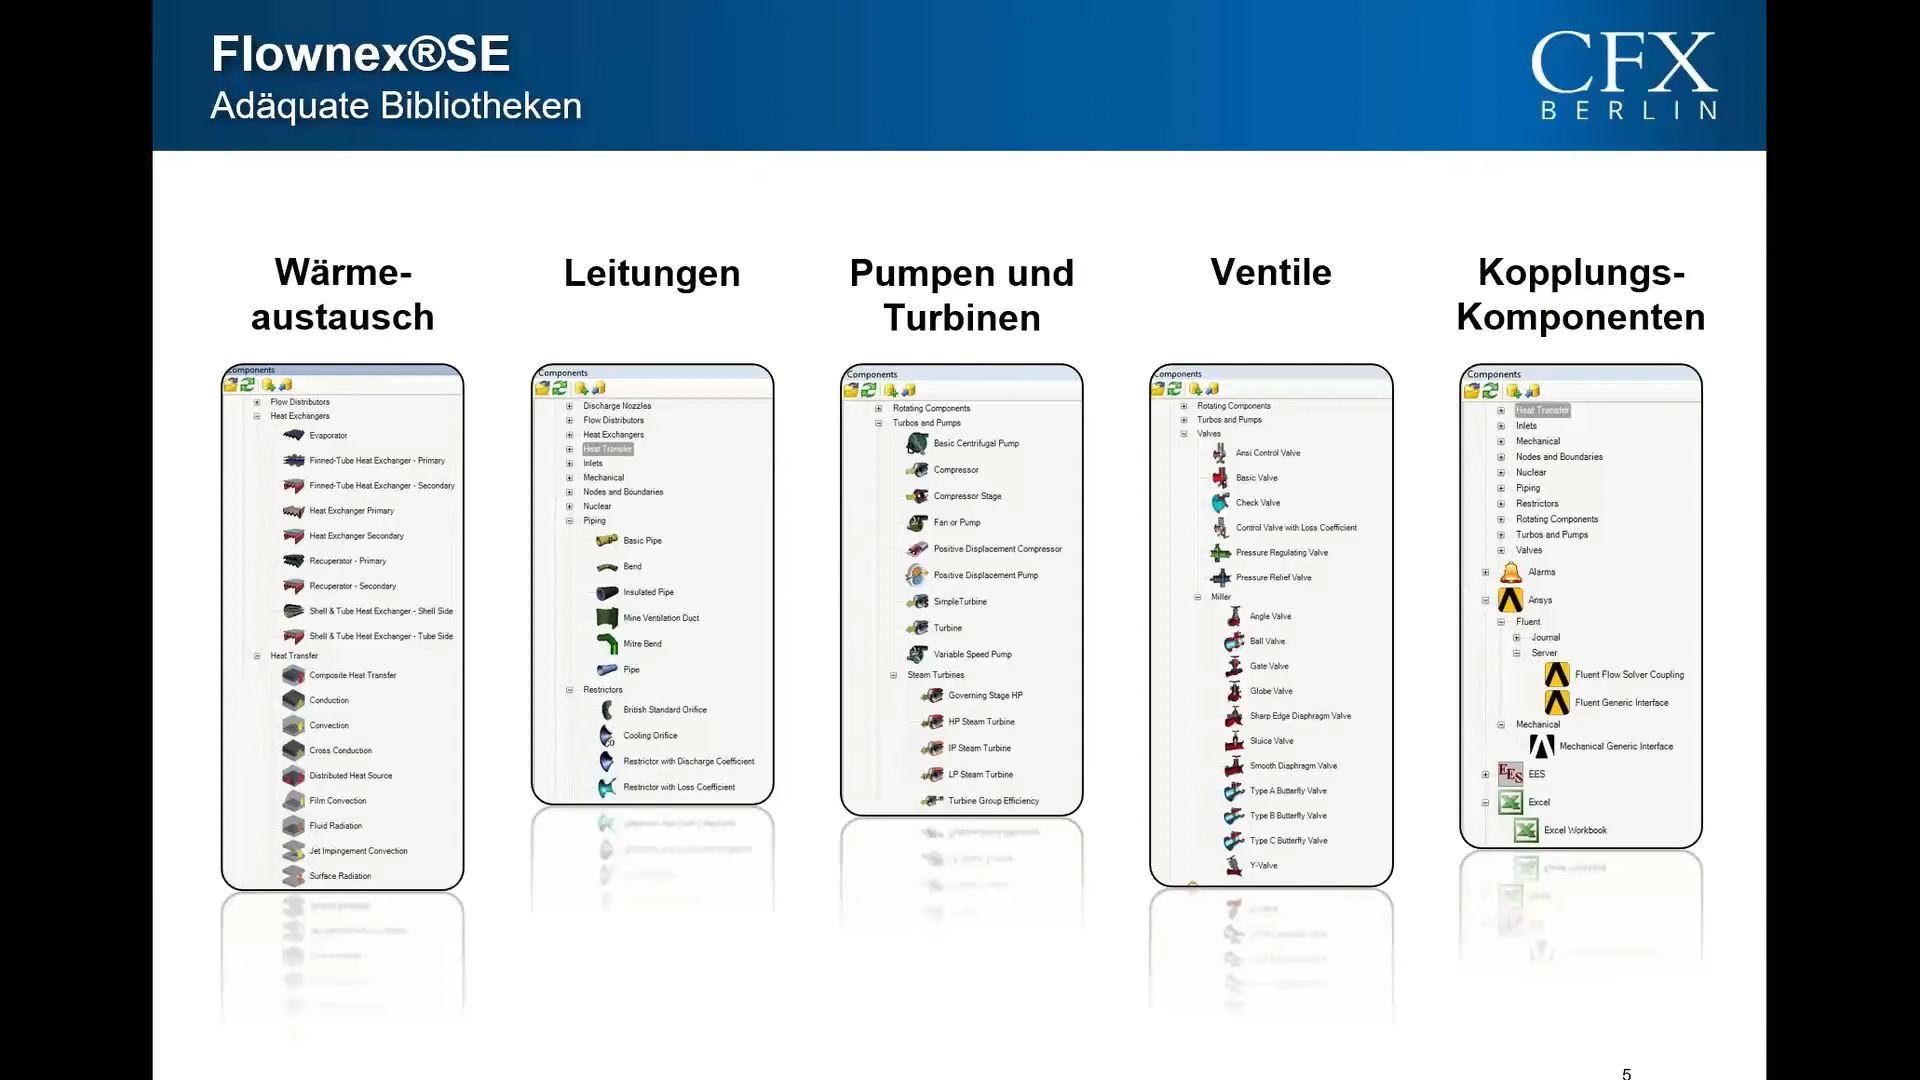 Flownex®SE
Adäquate Bibliotheken
CFX
BERLIN
Wärme-
austausch
Components
Flow Distributors
Heat Exchangers
Evaporator
Finned-Tube Heat Exchanger - Primary
Finned-Tube Heat Exchanger - Secondary
Heat Exchanger Primary
Heat Exchanger Secondary
Recuperator - Primary
Recuperator - Secondary
Shell & Tube Heat Exchanger - Shell Side
Shell & Tube Heat Exchanger - Tube Side
Heat Transfer
Composite Heat Transfer
Conduction
Convection
Cross Conduction
Distributed Heat Source
Film Convection
Fluid Radiation
Jet Impingement Convection
Surface Radiation
Leitungen
Components
Discharge Nozzles
Flow Distributors
Heat Exchangers
Heat Transfer
Inlets
Mechanical
Nodes and Boundaries
Nuclear
Piping
Basic Pipe
Bend
Insulated Pipe
Mine Ventilation Duct
Mitre Bend
Pipe
Restrictors
British Standard Orifice
Cooling Orifice
Restrictor with Discharge Coefficient
Restrictor with Loss Coefficient
Pumpen und
Turbinen
Components
Rotating Components
Turbos and Pumps
Basic Centrifugal Pump
Compressor
Compressor Stage
Fan or Pump
Positive Displacement Compressor
Positive Displacement Pump
SimpleTurbine
Turbine
Variable Speed Pump
Steam Turbines
Governing Stage HP
HP Steam Turbine
IP Steam Turbine
LP Steam Turbine
Turbine Group Efficiency
Ventile
Components
Rotating Components
Turbos and Pumps
Valves
Ansi Control Valve
Basic Valve
Check Valve
Control Valve with Loss Coefficient
Pressure Regulating Valve
Pressure Relief Valve
Miller
Angle Valve
Ball Valve
Gate Valve
Globe Valve
Sharp Edge Diaphragm Valve
Sluice Valve
Smooth Diaphragm Valve
Type A Butterfly Valve
Type B Butterfly Valve
Type C Butterfly Valve
Y-Valve
Kopplungs-
Komponenten
Components
Heat Transfer
Inlets
Mechanical
Nodes and Boundaries
Nuclear
Piping
Restrictors
Rotating Components
Turbos and Pumps
Valves
Alarms
Ansys
Fluent
Journal
Server
Fluent Flow Solver Coupling
Fluent Generic Interface
Mechanical
Mechanical Generic Interface
EES EES
Excel
Excel Workbook
5